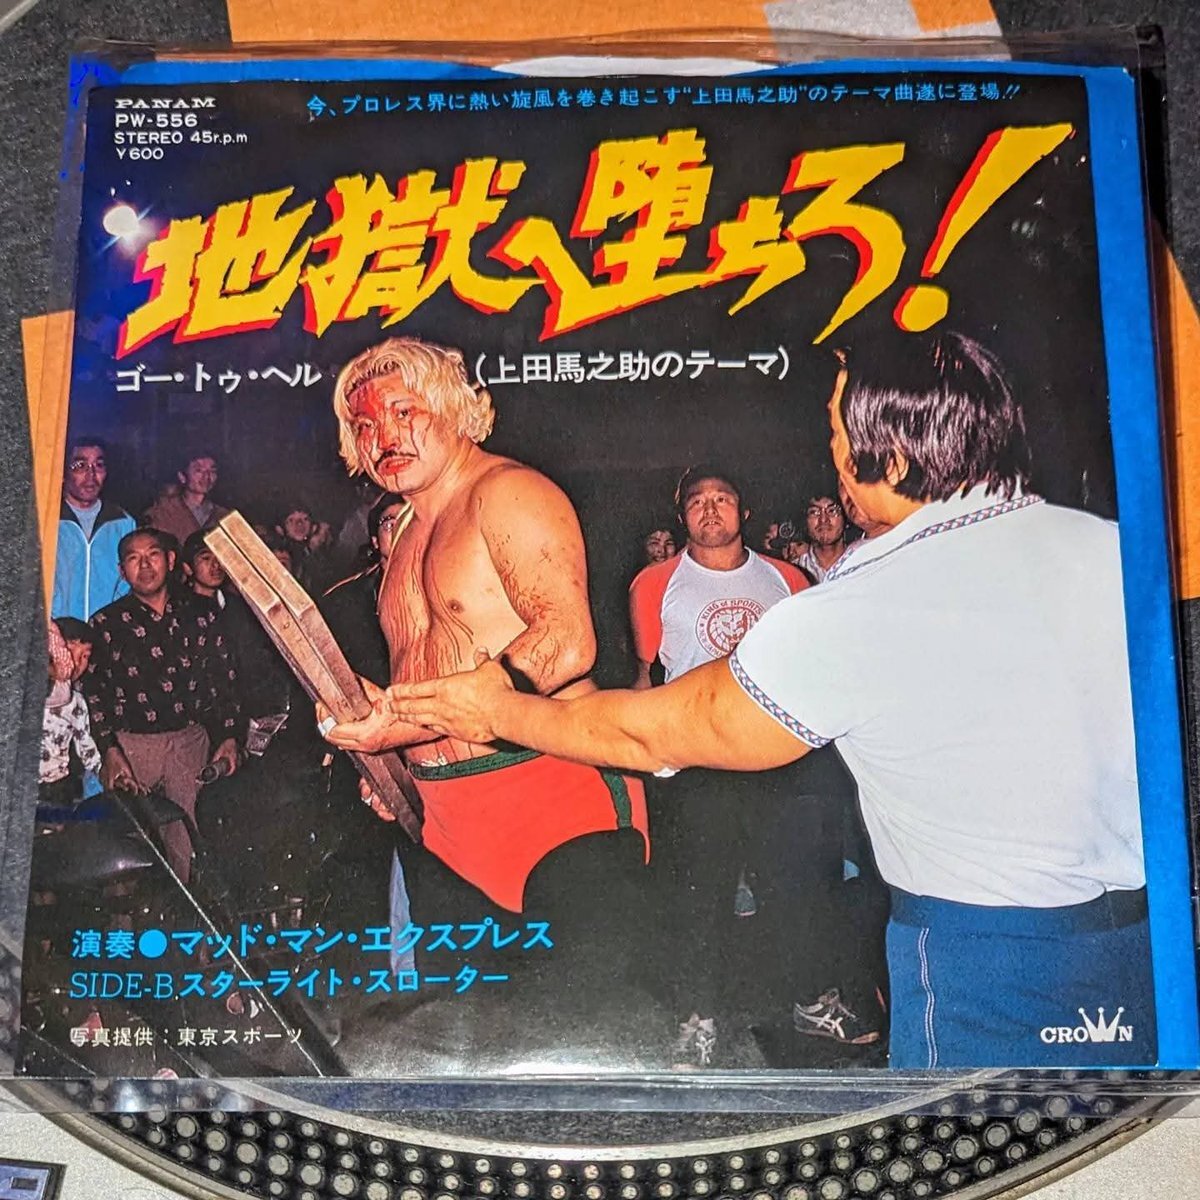 PANAM
PW-556
STEREO 45r.p.m
¥600
今、プロレス界に熱い旋風を巻き起こす“上田馬之助”のテーマ曲遂に登場!!
地獄へ堕ちろ!
ゴー・トゥ・ヘル
(上田馬之助のテーマ)
KING of SPORTS
演奏●マッド・マン・エクスプレス
SIDE-B スターライト・スローター
写真提供:東京スポーツ
CROWN